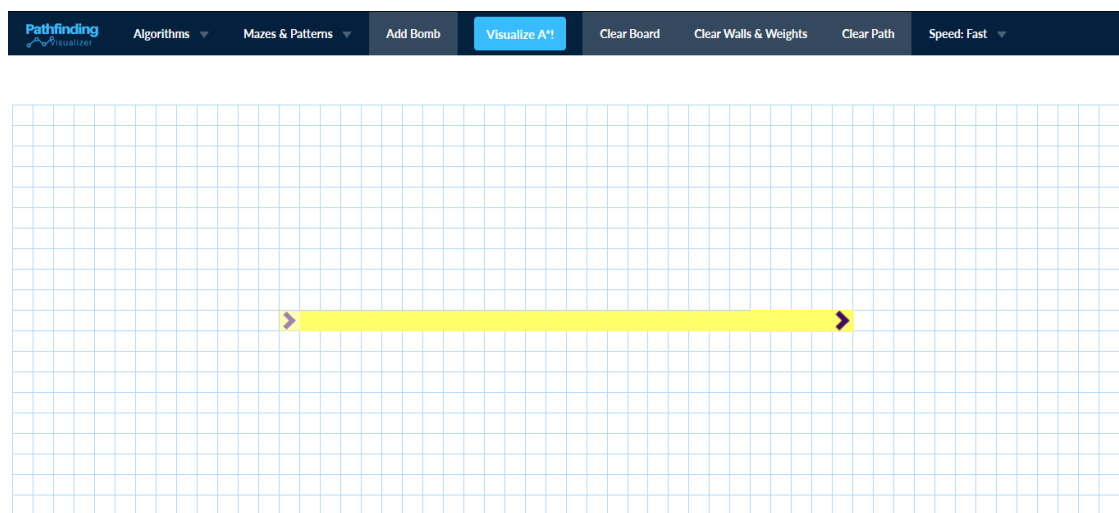 Pathfinding
Visualizer
Algorithms
Mazes & Patterns
Add Bomb
Visualize A*!
Clear Board
Clear Walls & Weights
Clear Path
Speed: Fast